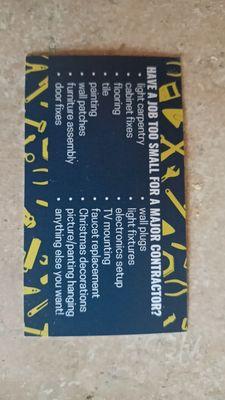 HAVE A JOB TOO SMALL FOR A MAJOR CONTRACTOR?
• light carpentry
• cabinet fixes
• flooring
• tile
• painting
• wall patches
• furniture assembly
• door fixes
• wall plugs
• light fixtures
• electronics setup
• TV mounting
• faucet replacement
• Christmas decorations
• picture/painting hanging
• anything else you want!